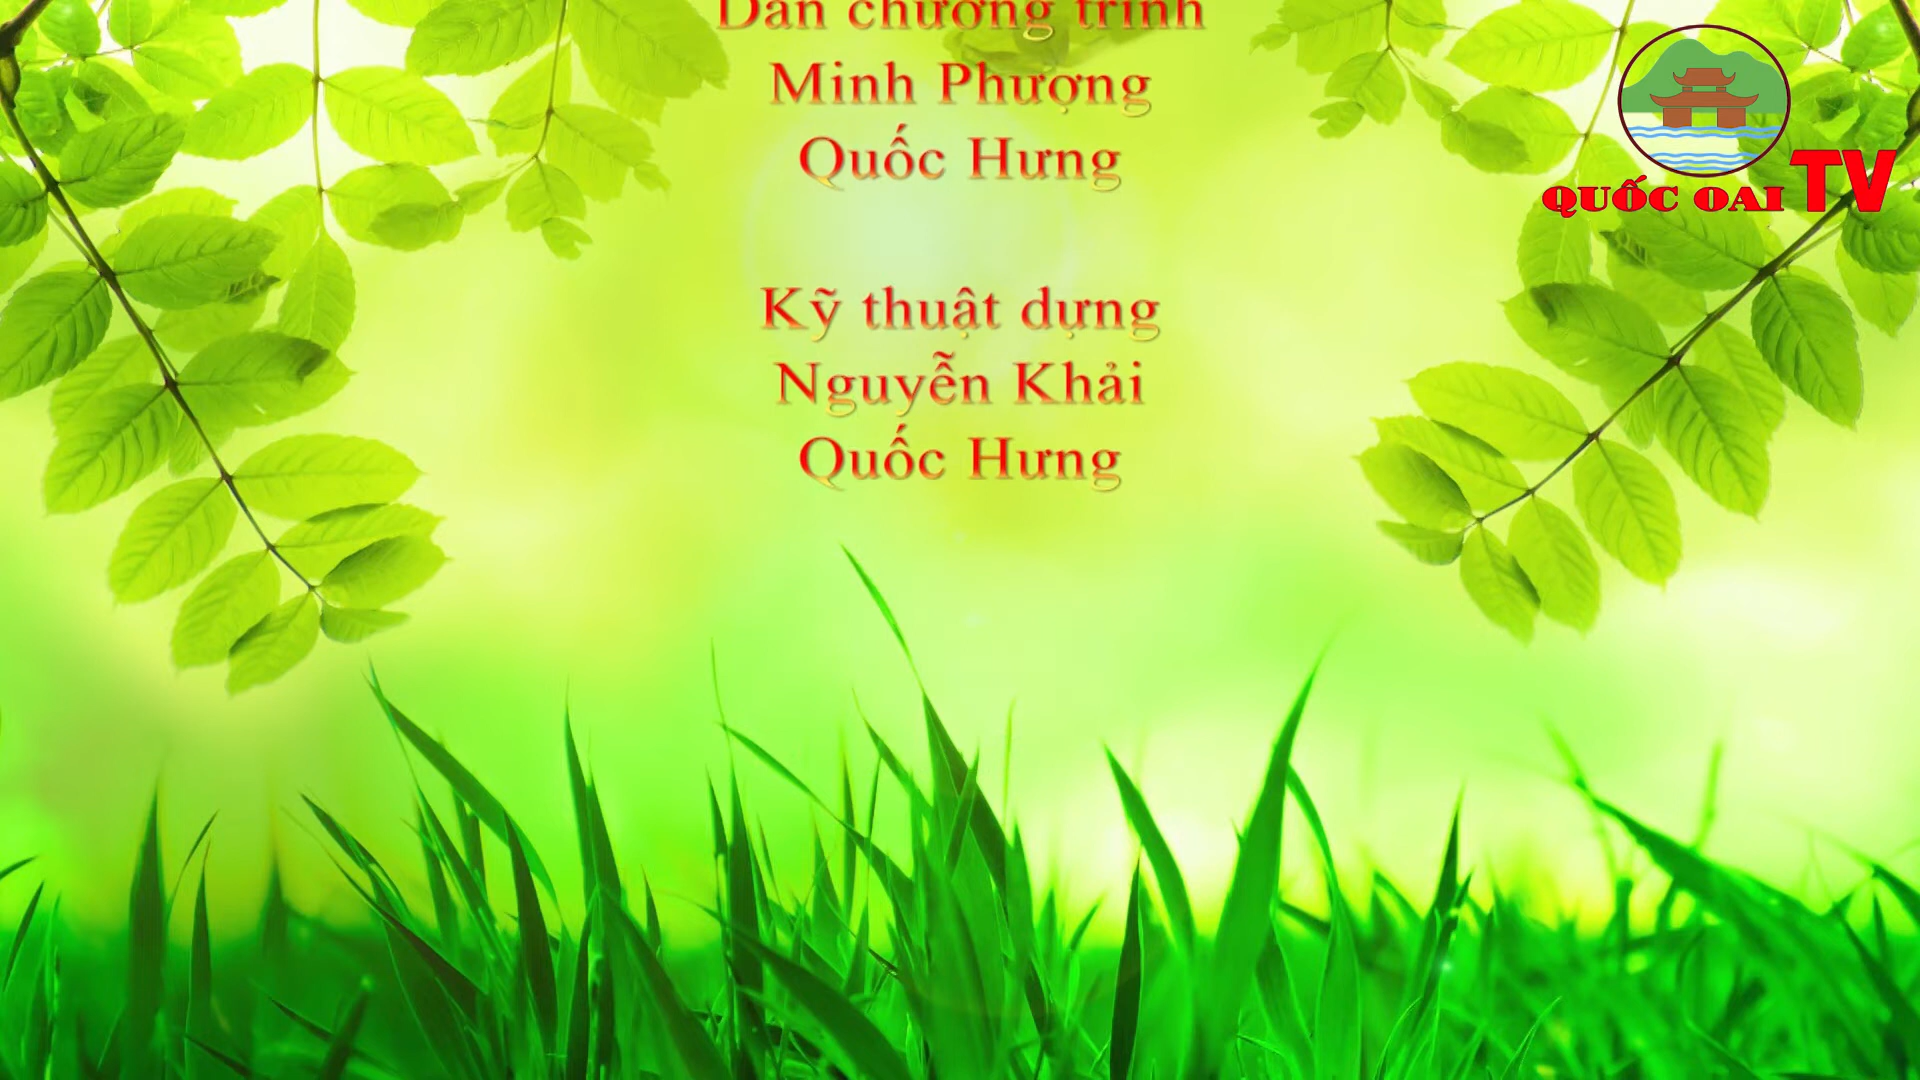 Dẫn chương trình
Minh Phượng
Quốc Hưng
Kỹ thuật dựng
Nguyễn Khải
Quốc Hưng
QUỐC OAI TV